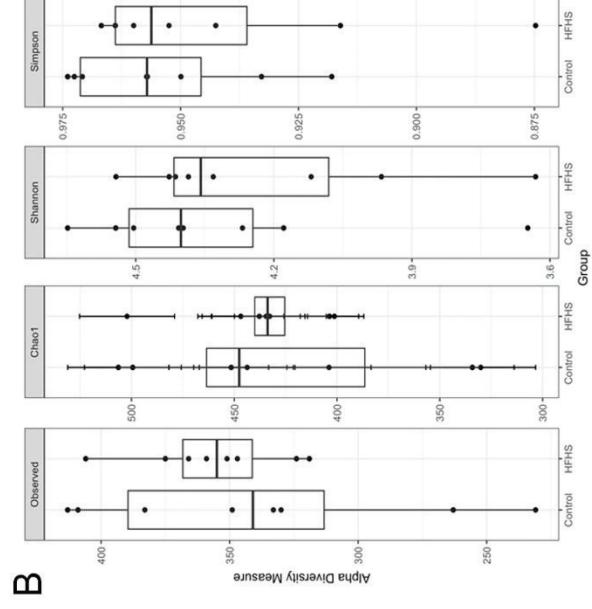 B
Observed
Chao1
Shannon
Simpson
Alpha Diversity Measure
400
350
300
250
500
450
400
350
300
4.5
4.2
3.9
3.6
0.975
0.950
0.925
0.900
0.875
Control HFHS
Control HFHS
Control HFHS
Control HFHS
Group